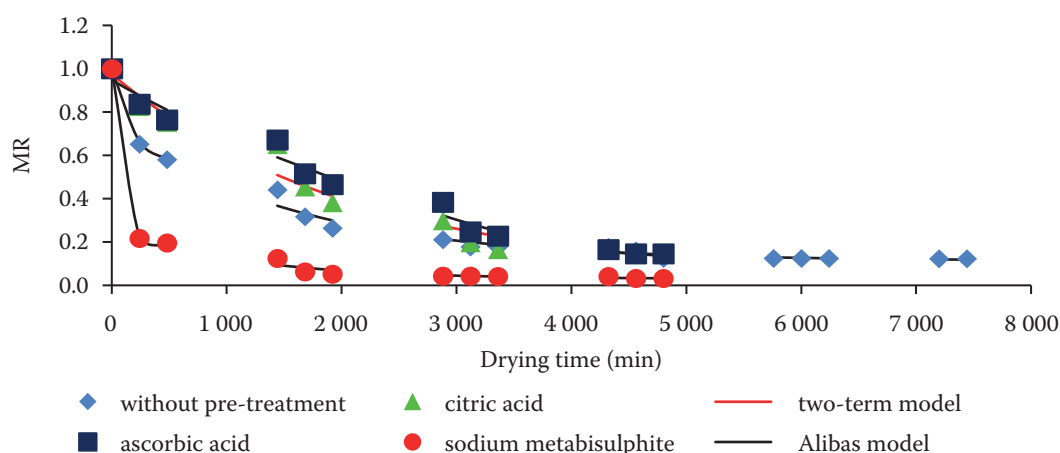 1.2
1.0
0.8
0.6
0.4
0.2
0.0
MR
0 1 000 2 000 3 000 4 000 5 000 6 000 7 000 8 000
Drying time (min)
without pre-treatment citric acid two-term model
ascorbic acid sodium metabisulphite Alibas model